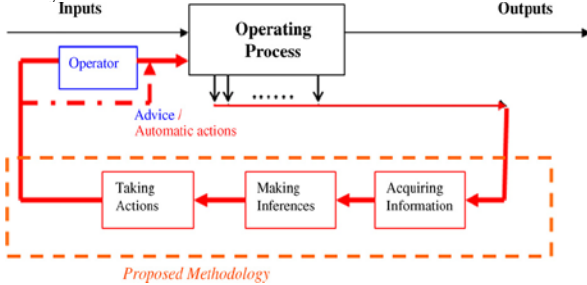 Inputs
Outputs
Operating
Process
Operator
......
Advice /
Automatic actions
Taking
Actions
Making
Inferences
Acquiring
Information
Proposed Methodology